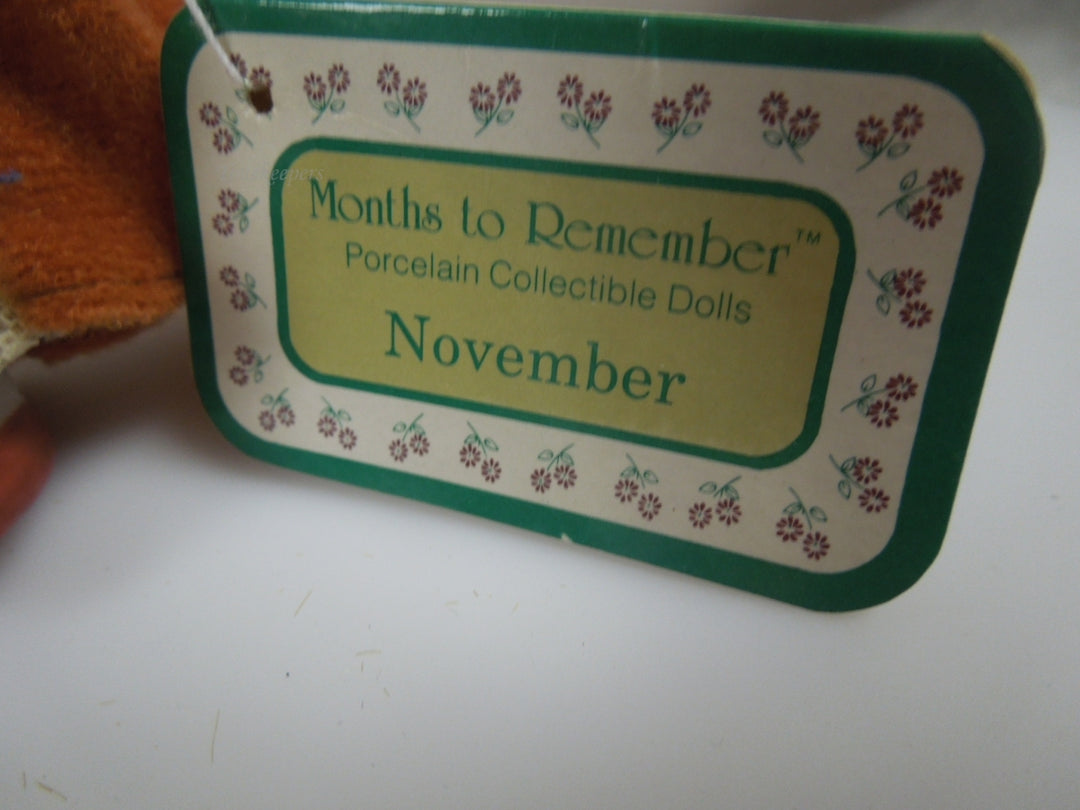 Months to Remember™
Porcelain Collectible Dolls
November